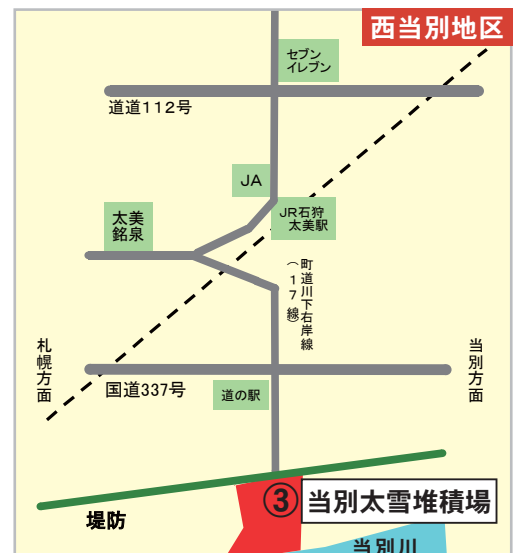 西当別地区
セブン
イレブン
道道112号
JA
JR石狩
太美駅
太美
銘泉
町道川下右岸線
（17線）
札幌方面
当別方面
国道337号
道の駅
③ 当別太雪堆積場
堤防
当別川